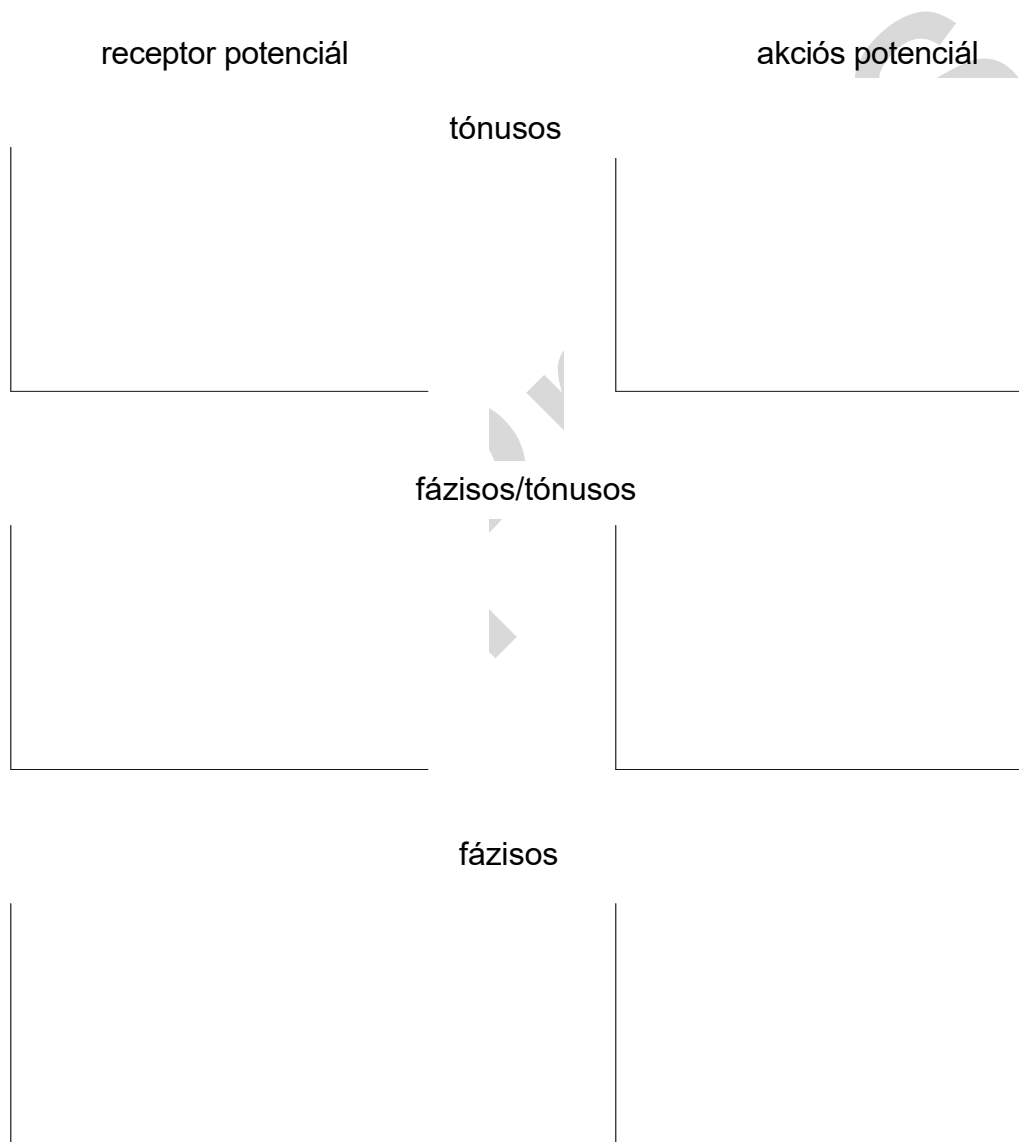 receptor potenciál
akciós potenciál
tónusos
fázisos/tónusos
fázisos